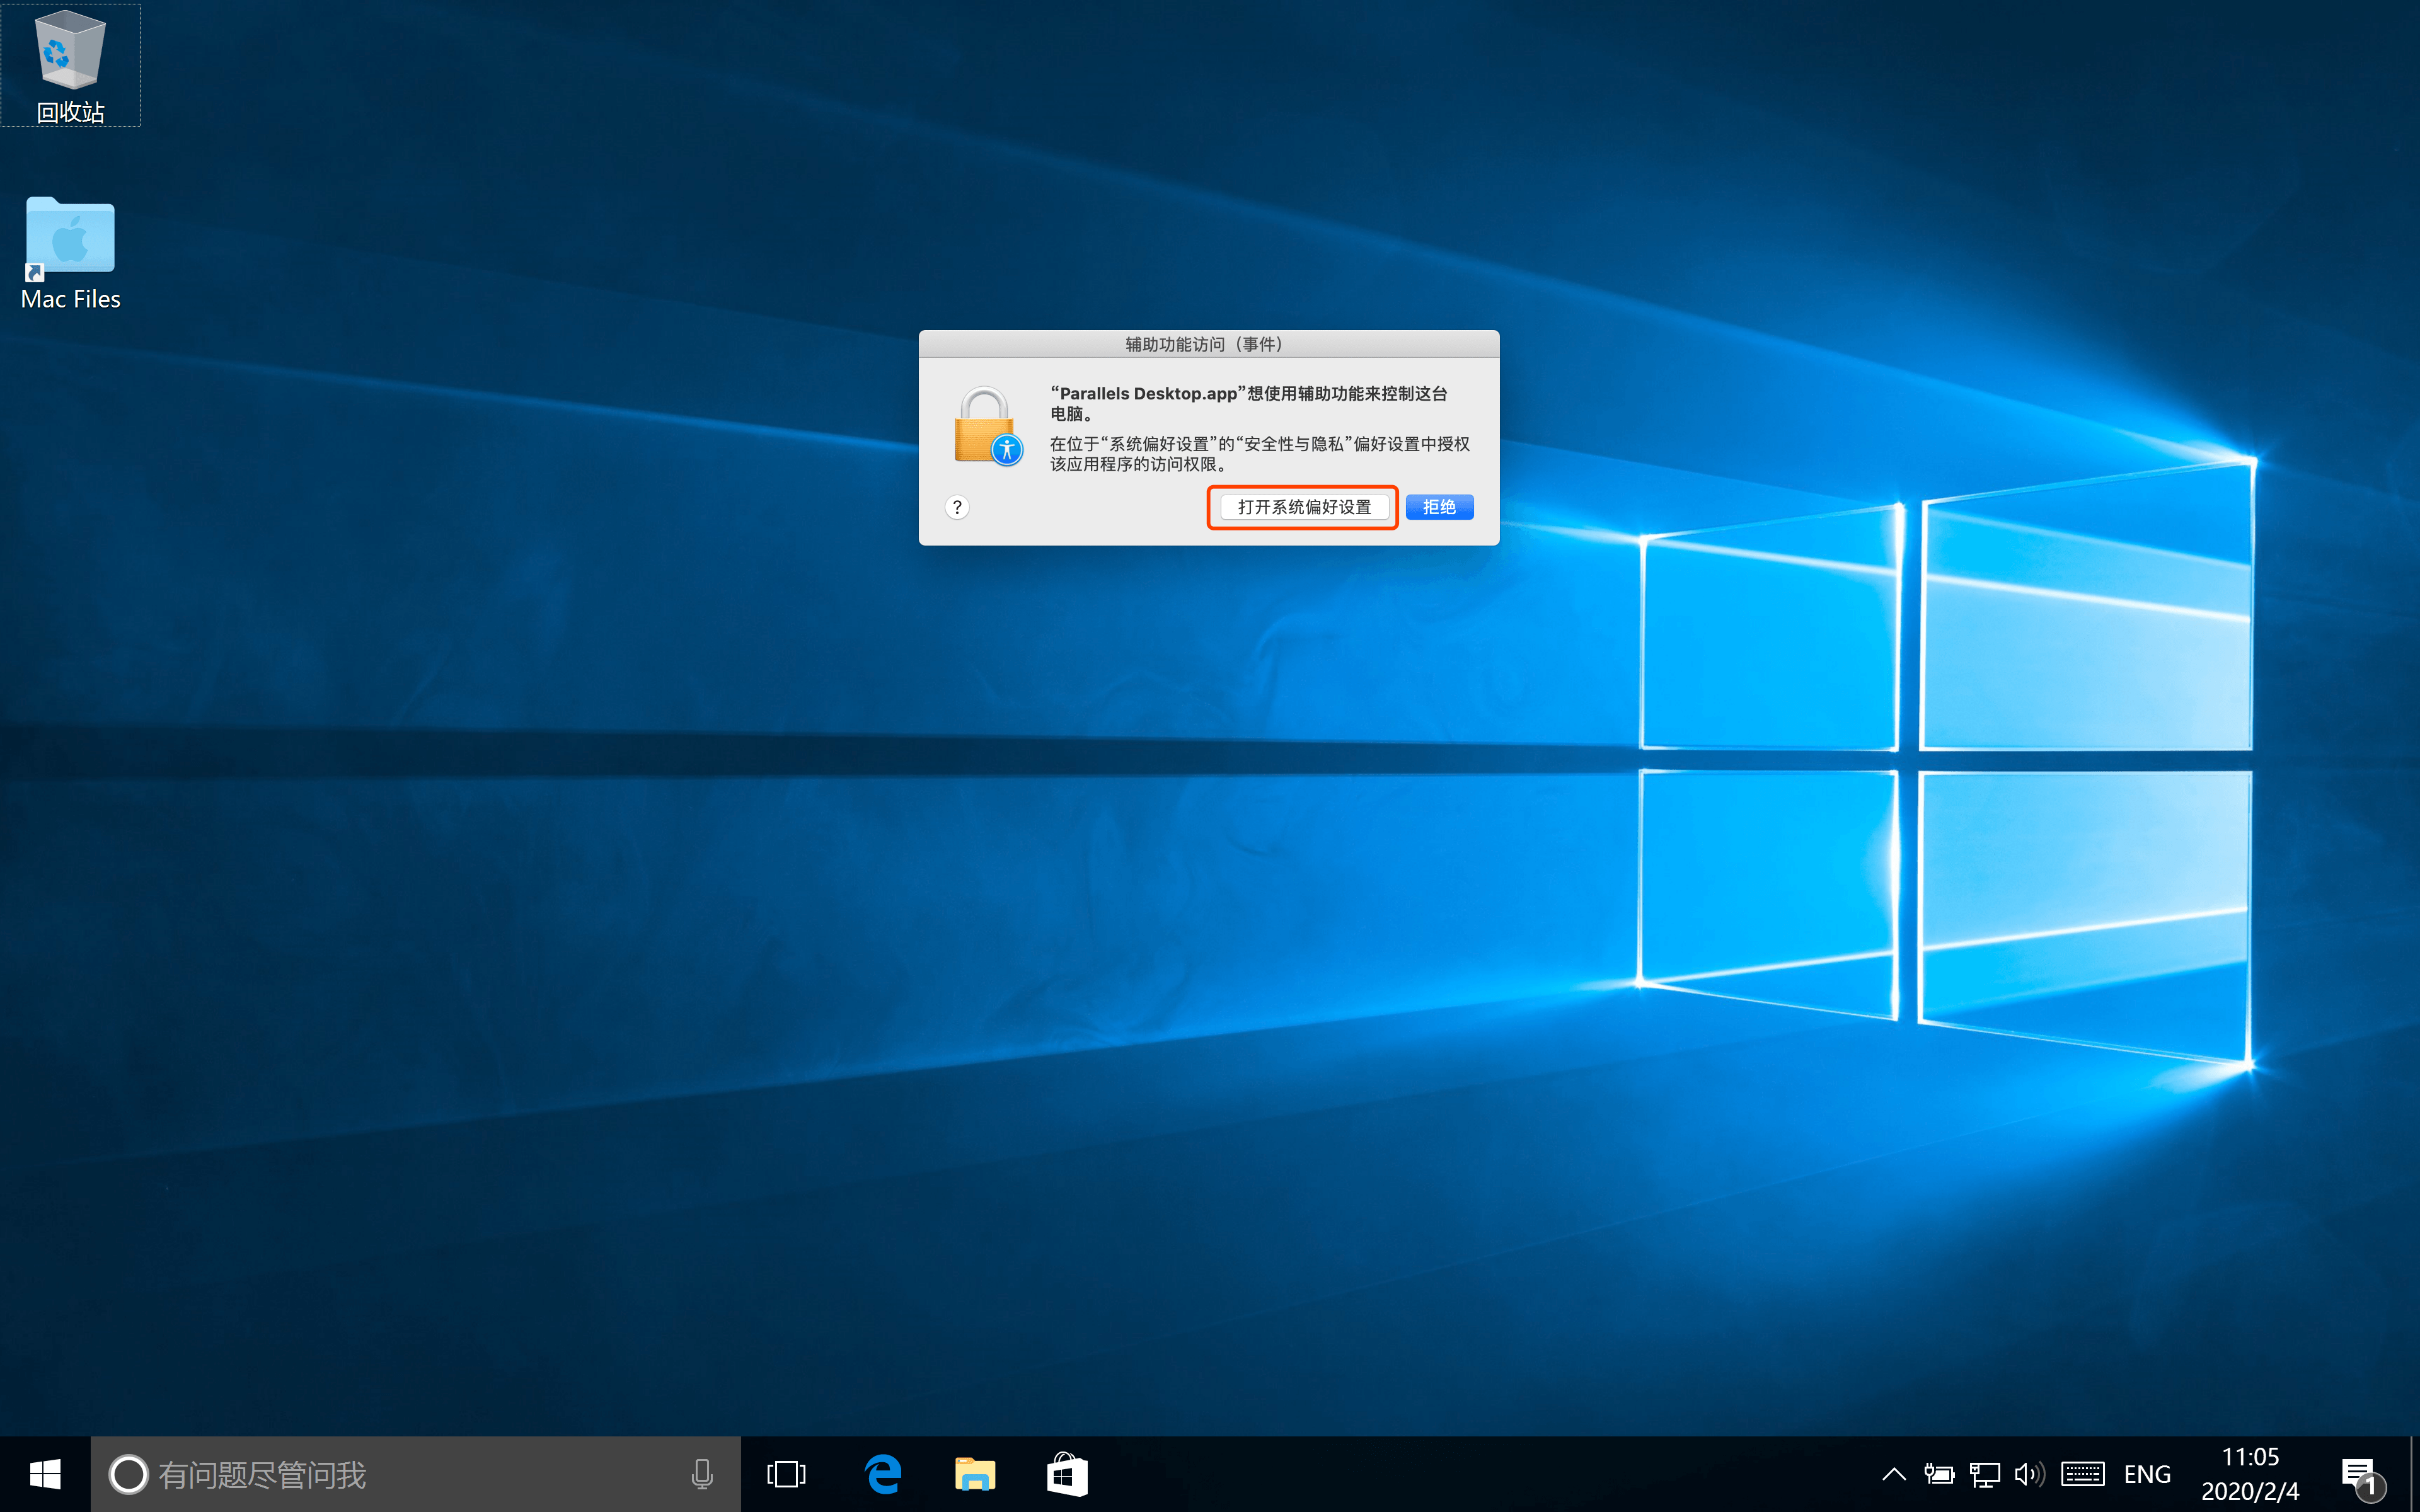 回收站
Mac Files
辅助功能访问（事件）
“Parallels Desktop.app”想使用辅助功能来控制这台
电脑。
在位于“系统偏好设置”的“安全性与隐私”偏好设置中授权
该应用程序的访问权限。
?
打开系统偏好设置
拒绝
有问题尽管问我
ENG
11:05
2020/2/4
1